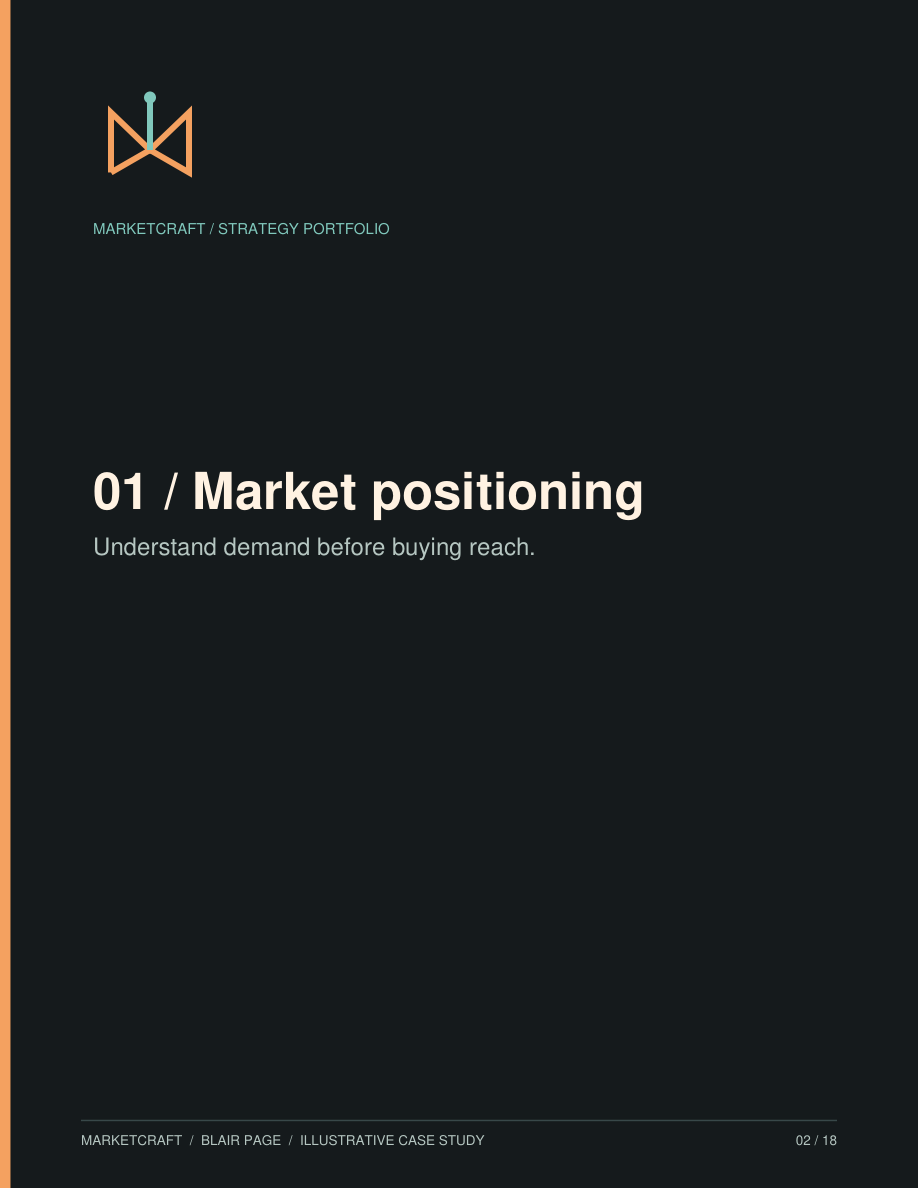 MARKETCRAFT / STRATEGY PORTFOLIO
01 / Market positioning
Understand demand before buying reach.
MARKETCRAFT / BLAIR PAGE / ILLUSTRATIVE CASE STUDY
02 / 18